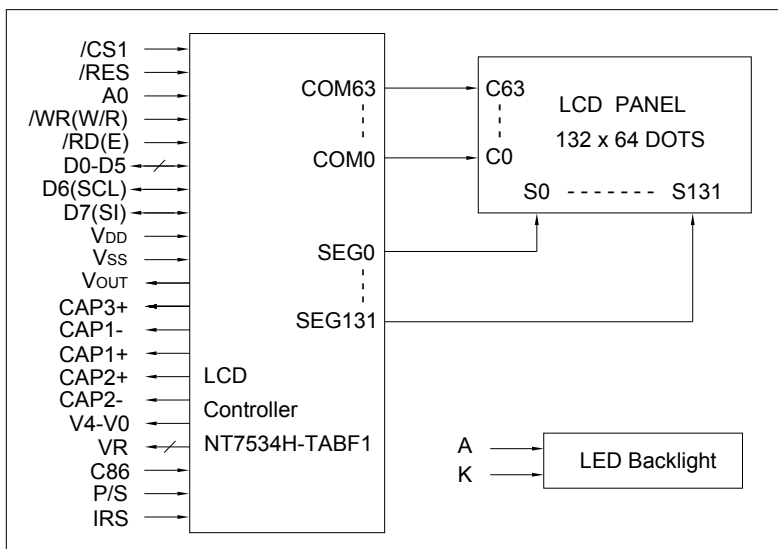 /CS1
/RES
A0
/WR(W/R)
/RD(E)
D0-D5
D6(SCL)
D7(SI)
VDD
VSS
VOUT
CAP3+
CAP1-
CAP1+
CAP2+
CAP2-
V4-V0
VR
C86
P/S
IRS
COM63
COM0
SEG0
SEG131
LCD
Controller
NT7534H-TABF1
C63
C0
LCD PANEL
132 x 64 DOTS
S0 ------- S131
A
K
LED Backlight